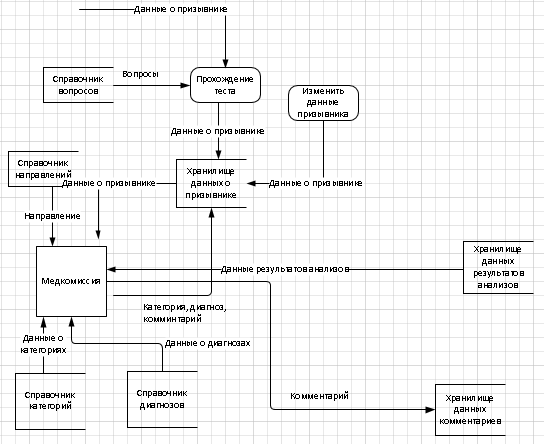 Данные о призывнике
Справочник
вопросов
Вопросы
Прохождение
теста
Изменить
данные
призывника
Данные о призывнике
Справочник
направлений
Данные о призывнике
Хранилище
данных о
призывнике
Данные о призывнике
Направление
Медкомиссия
Данные результатов анализов
Хранилище
данных
результатов
анализов
Категория, диагноз,
комментарий
Данные о
категориях
Данные о диагнозах
Справочник
категорий
Справочник
диагнозов
Комментарий
Хранилище
данных
комментариев